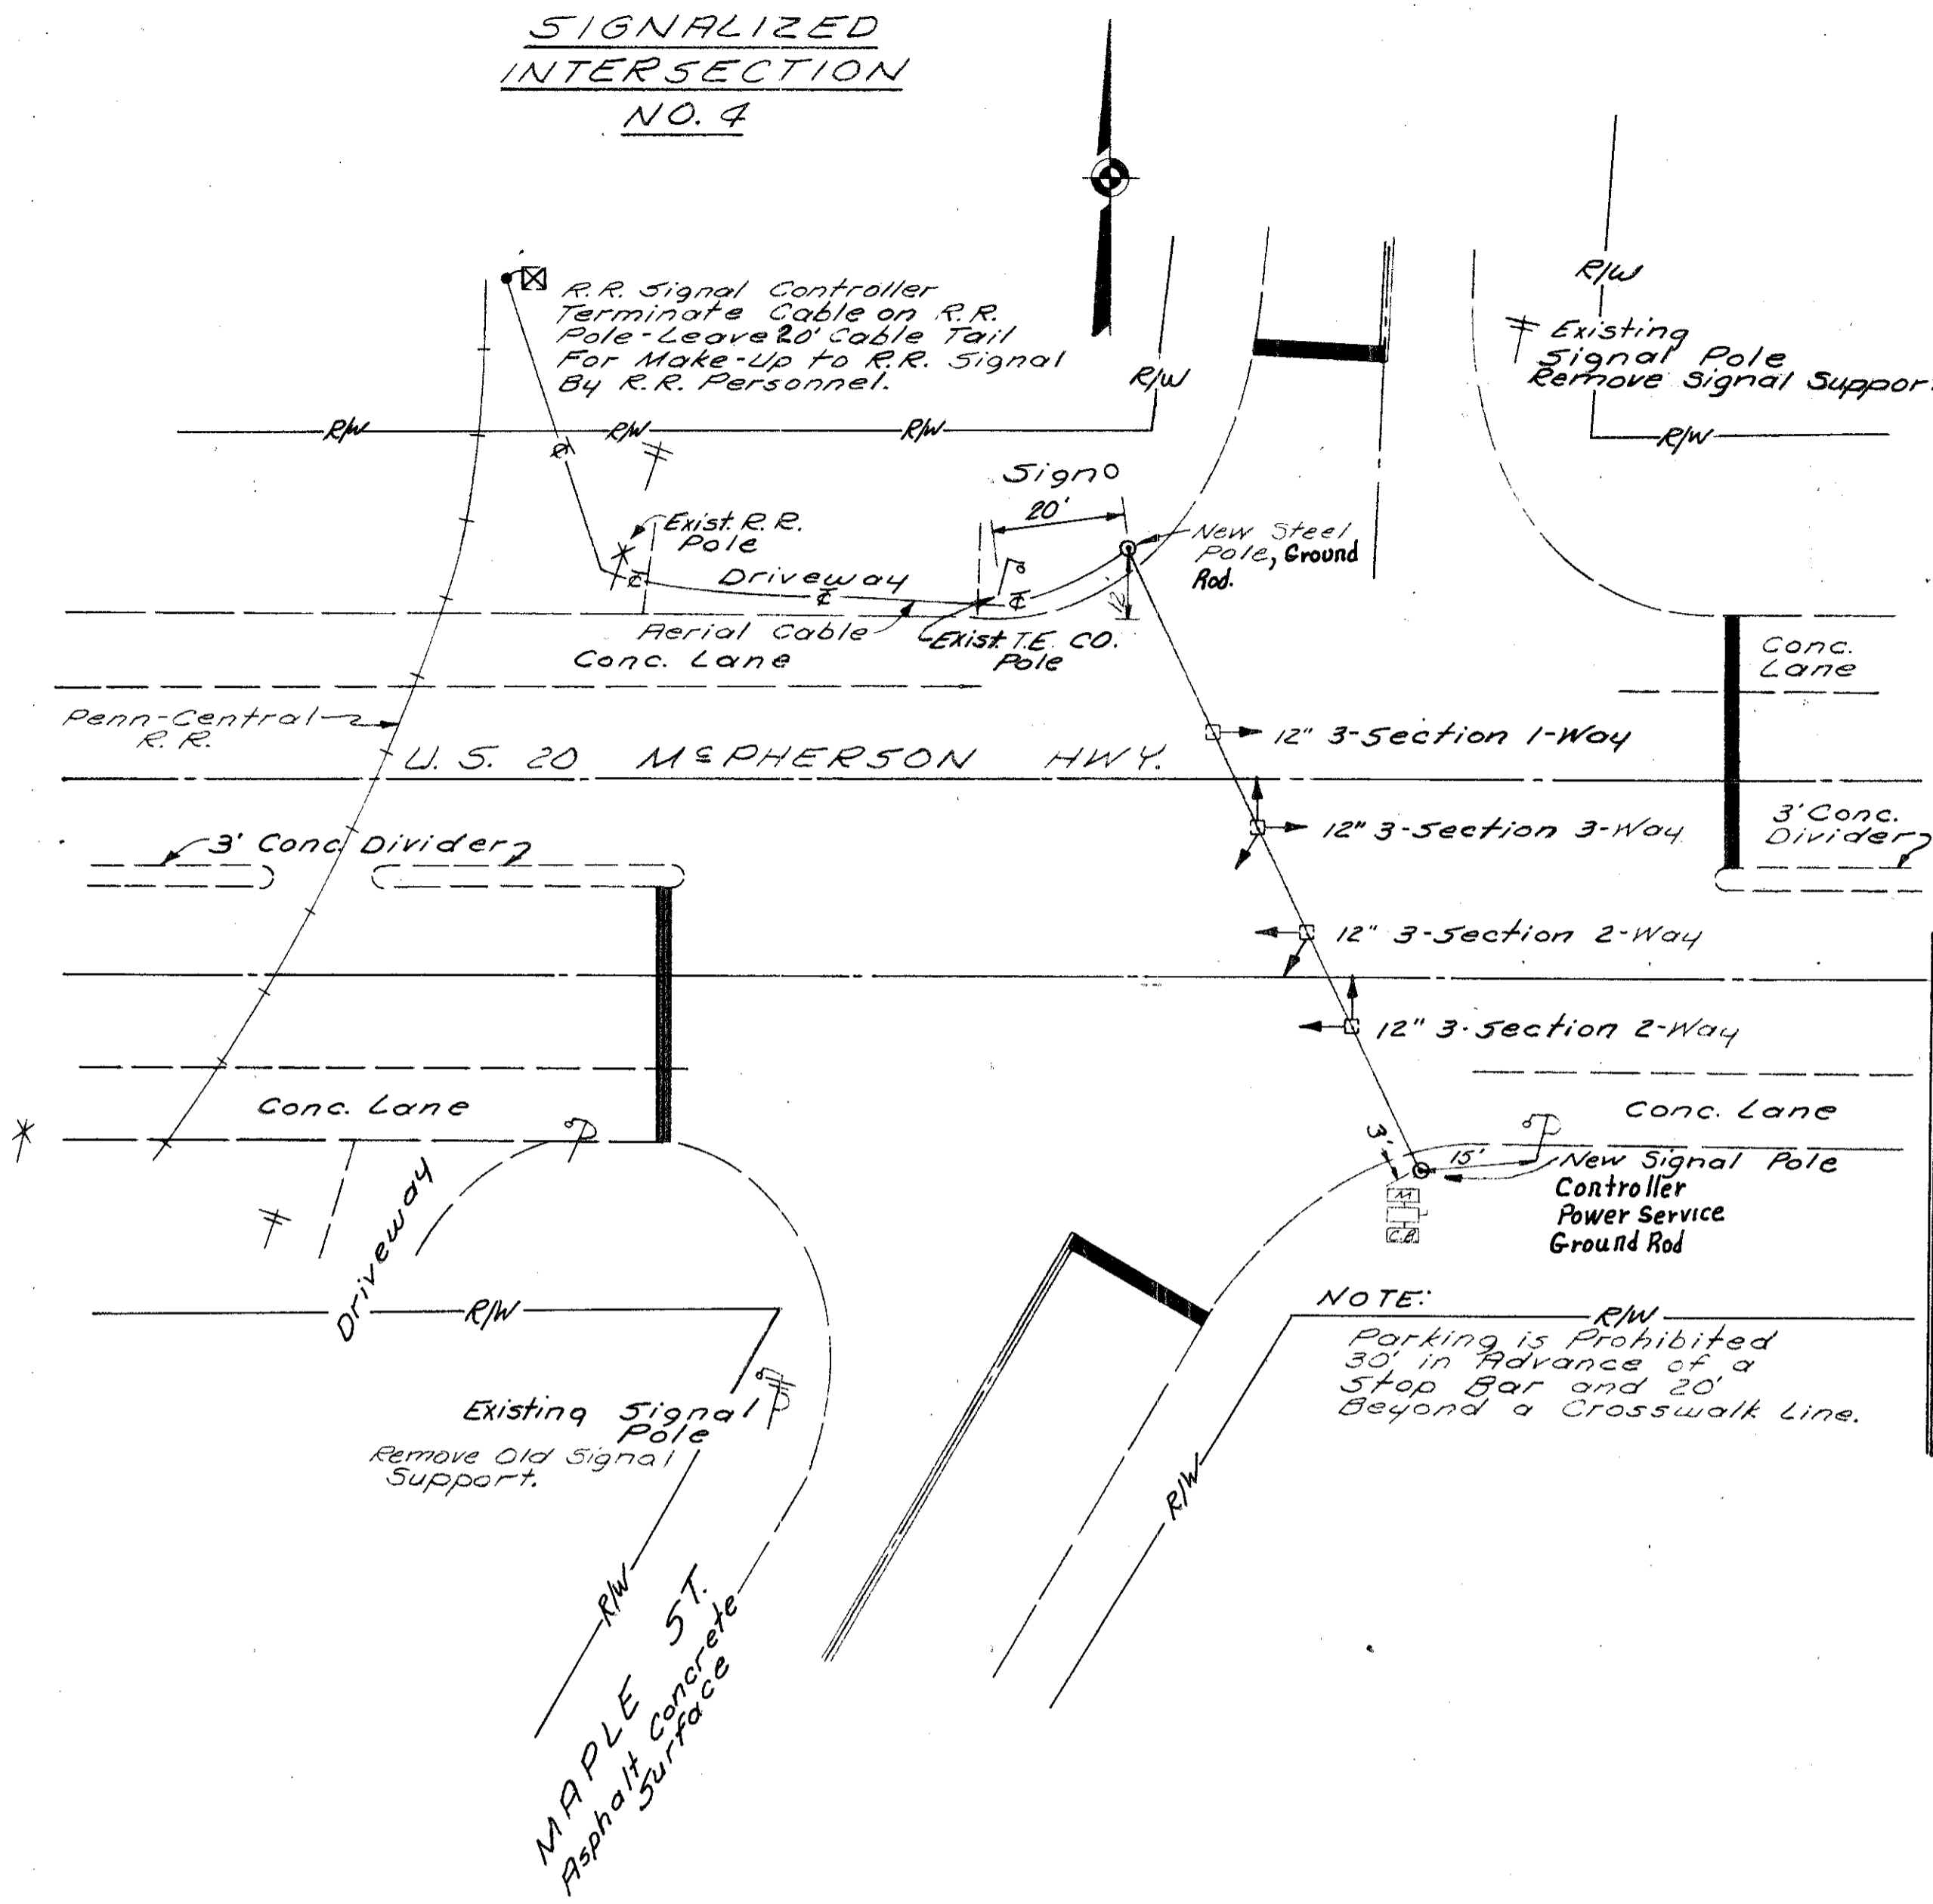 SIGNALIZED
INTERSECTION
NO. 4
R.R. Signal Controller
Terminate Cable on R.R.
Pole-Leave 20' Cable Tail
For Make-Up to R.R. Signal
By R.R. Personnel.
R/W
Existing
Signal Pole
Remove Signal Support
R/W
R/W
R/W
R/W
R/W
Sign
20'
Exist. R.R.
Pole
New Steel
Pole, Ground
Rod.
Driveway
12'
Aerial Cable
Exist. T.E. CO.
Pole
Conc. Lane
Conc.
Lane
Penn-Central
R.R.
12" 3-Section 1-Way
U.S. 20 McPHERSON HWY.
12" 3-Section 3-Way
3' Conc.
Divider
3' Conc. Divider
12" 3-Section 2-Way
12" 3-Section 2-Way
Conc. Lane
Conc. Lane
3'
15'
New Signal Pole
Controller
Power Service
Ground Rod
M
C.B.
Driveway
R/W
NOTE:
R/W
Parking is Prohibited
30' in Advance of a
Stop Bar and 20'
Beyond a Crosswalk Line.
Existing Signal
Pole
Remove Old Signal
Support.
R/W
R/W
MAPLE ST.
Asphalt Concrete
Surface